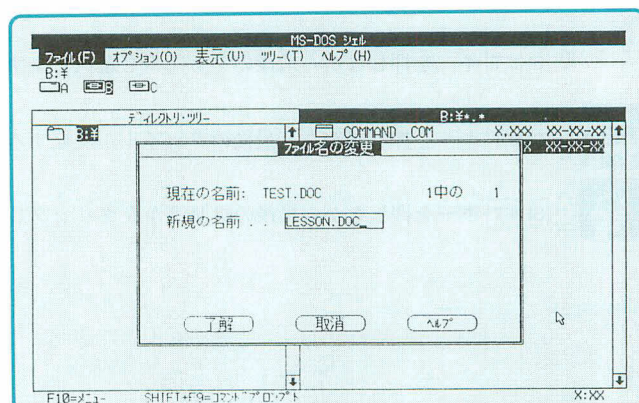 MS-DOS シェル
ファイル(F) オプション(O) 表示(V) ツリー(T) ヘルプ(H)
B:¥
A B C
ディレクトリ・ツリー B:¥*.*
B:¥
COMMAND .COM X,XXX XX-XX-XX
X XX-XX-XX
ファイル名の変更
現在の名前: TEST.DOC 1中の 1
新規の名前 . . LESSON.DOC_
了解 取消 ヘルプ
F10=メニュー SHIFT+F9=コマンドプロンプト X:XX